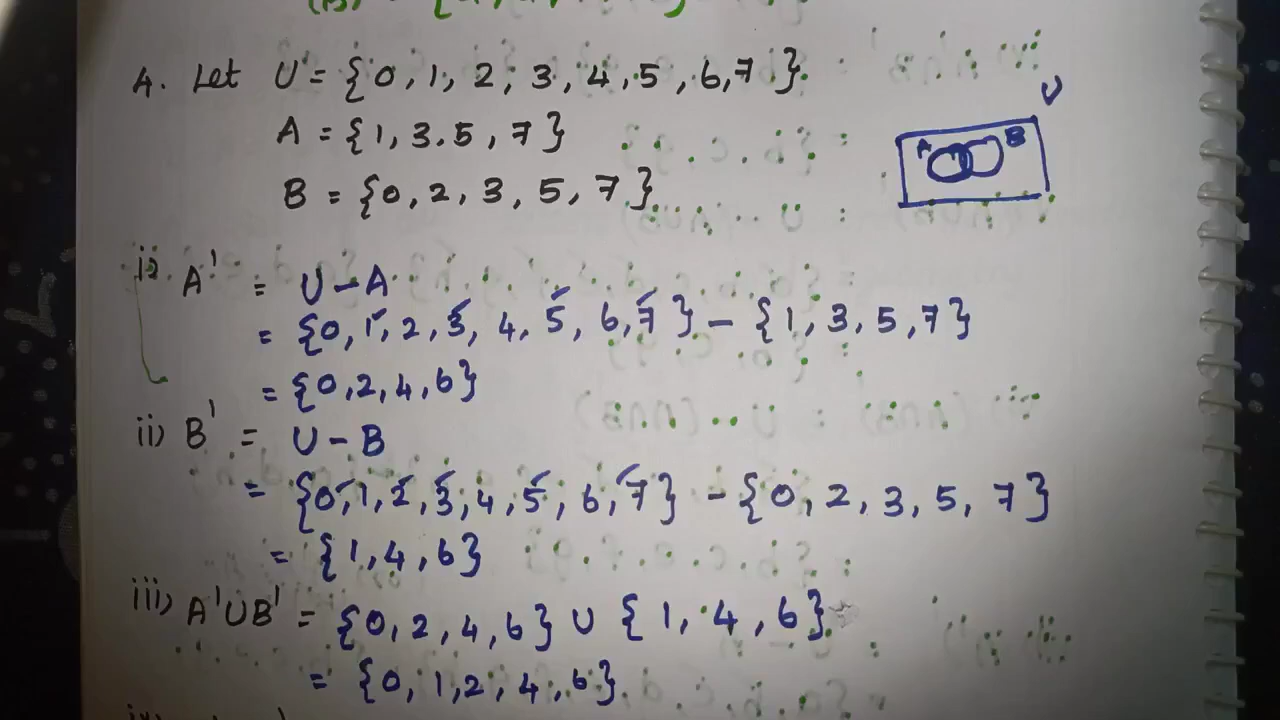 4. Let U = {0, 1, 2, 3, 4, 5, 6, 7}
A = {1, 3.5, 7}
B = {0, 2, 3, 5, 7}
U
A B
i) A' = U - A
= {0, 1, 2, 3, 4, 5, 6, 7} - {1, 3, 5, 7}
= {0, 2, 4, 6}
ii) B' = U - B
= {0, 1, 2, 3, 4, 5, 6, 7} - {0, 2, 3, 5, 7}
= {1, 4, 6}
iii) A'UB' = {0, 2, 4, 6} U {1, 4, 6}
= {0, 1, 2, 4, 6}